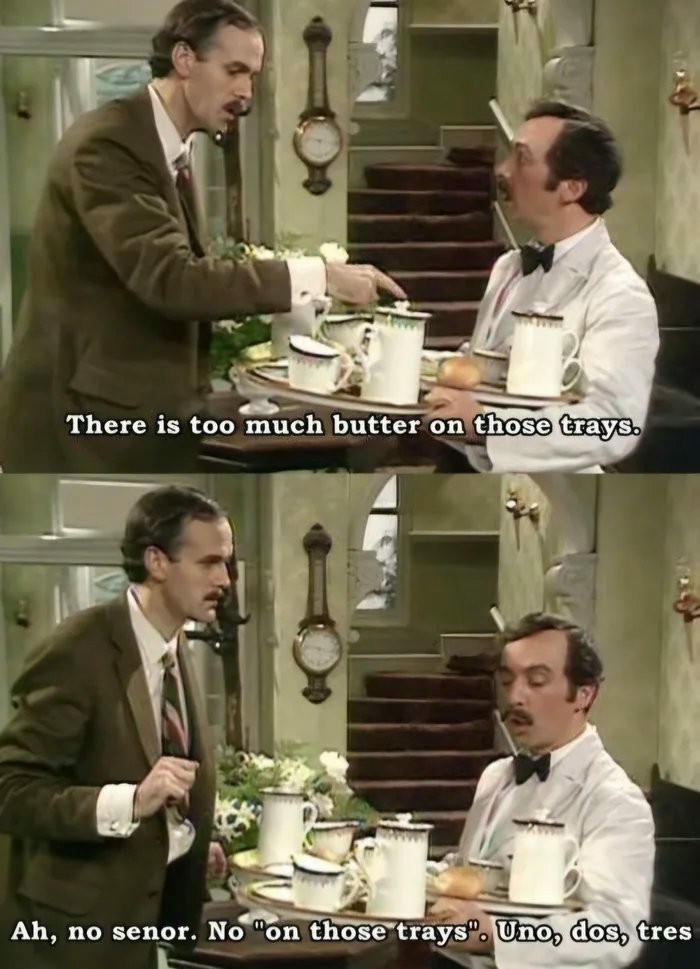 There is too much butter on those trays.
Ah, no senor. No "on those trays". Uno, dos, tres